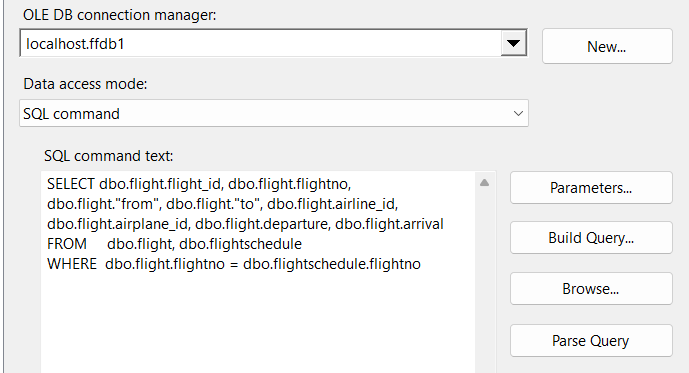 OLE DB connection manager:
localhost.ffdb1
New...
Data access mode:
SQL command
SQL command text:
SELECT dbo.flight.flight_id, dbo.flight.flightno,
dbo.flight."from", dbo.flight."to", dbo.flight.airline_id,
dbo.flight.airplane_id, dbo.flight.departure, dbo.flight.arrival
FROM dbo.flight, dbo.flightschedule
WHERE dbo.flight.flightno = dbo.flightschedule.flightno
Parameters...
Build Query...
Browse...
Parse Query